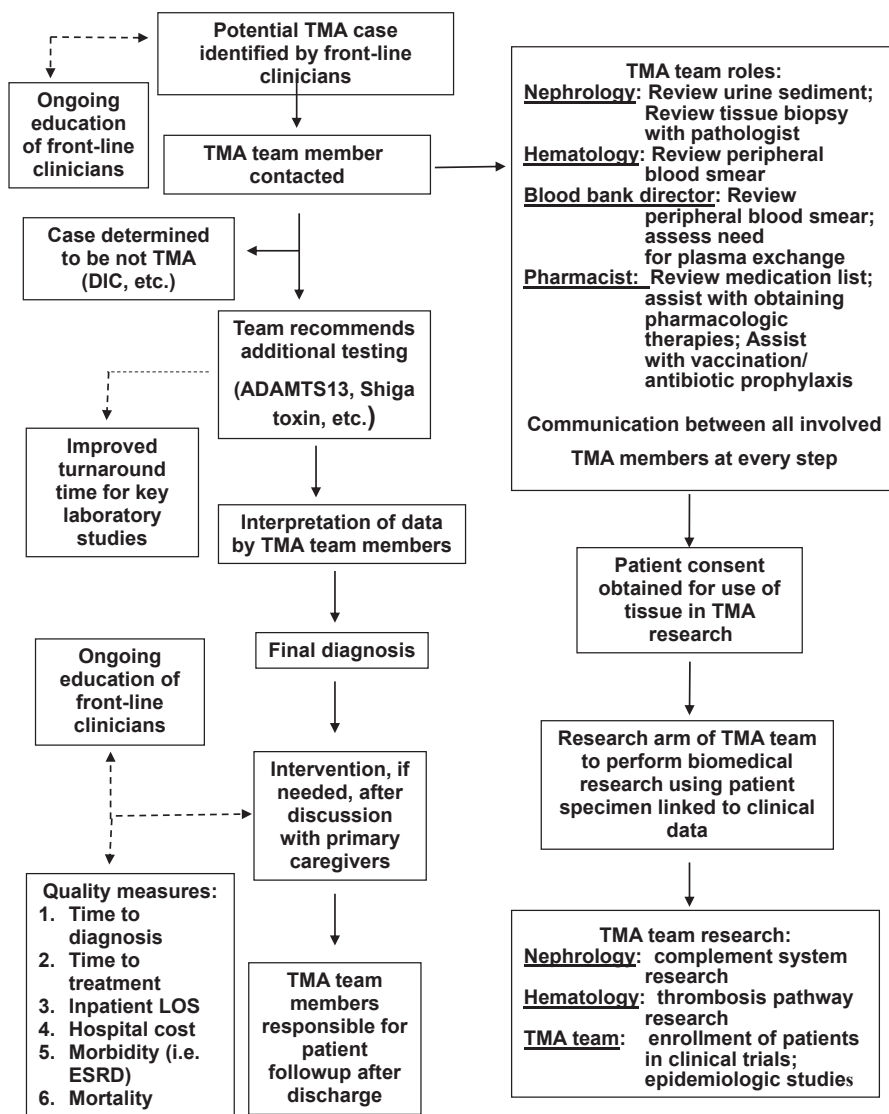 Potential TMA case
identified by front-line
clinicians
Ongoing
education
of front-line
clinicians
TMA team member
contacted
Case determined
to be not TMA
(DIC, etc.)
Team recommends
additional testing
(ADAMTS13, Shiga
toxin, etc.)
Improved
turnaround
time for key
laboratory
studies
Interpretation of data
by TMA team members
Final diagnosis
Ongoing
education of
front-line
clinicians
Intervention, if
needed, after
discussion
with primary
caregivers
Quality measures:
1. Time to
diagnosis
2. Time to
treatment
3. Inpatient LOS
4. Hospital cost
5. Morbidity (i.e.
ESRD)
6. Mortality
TMA team
members
responsible for
patient
followup after
discharge
TMA team roles:
Nephrology: Review urine sediment;
Review tissue biopsy
with pathologist
Hematology: Review peripheral
blood smear
Blood bank director: Review
peripheral blood smear;
assess need
for plasma exchange
Pharmacist: Review medication list;
assist with obtaining
pharmacologic
therapies; Assist
with vaccination/
antibiotic prophylaxis
Communication between all involved
TMA members at every step
Patient consent
obtained for use of
tissue in TMA
research
Research arm of TMA team
to perform biomedical
research using patient
specimen linked to clinical
data
TMA team research:
Nephrology: complement system
research
Hematology: thrombosis pathway
research
TMA team: enrollment of patients
in clinical trials;
epidemiologic studies